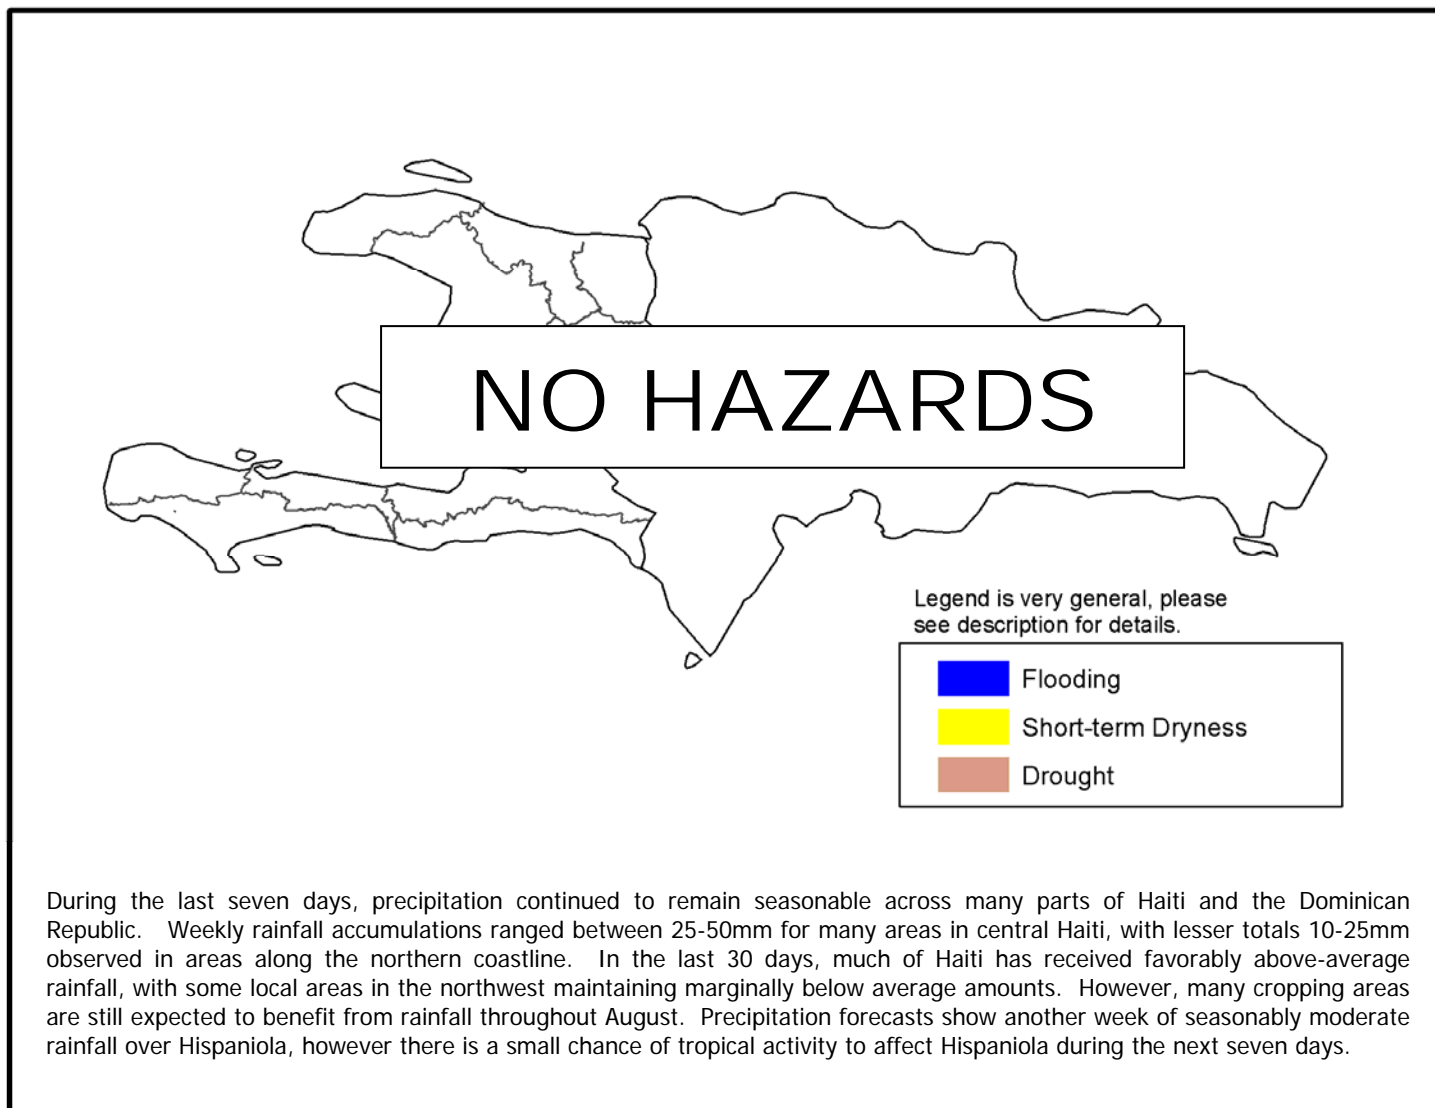 NO HAZARDS
Legend is very general, please
see description for details.
Flooding
Short-term Dryness
Drought
During the last seven days, precipitation continued to remain seasonable across many parts of Haiti and the Dominican
Republic. Weekly rainfall accumulations ranged between 25-50mm for many areas in central Haiti, with lesser totals 10-25mm
observed in areas along the northern coastline. In the last 30 days, much of Haiti has received favorably above-average
rainfall, with some local areas in the northwest maintaining marginally below average amounts. However, many cropping areas
are still expected to benefit from rainfall throughout August. Precipitation forecasts show another week of seasonably moderate
rainfall over Hispaniola, however there is a small chance of tropical activity to affect Hispaniola during the next seven days.